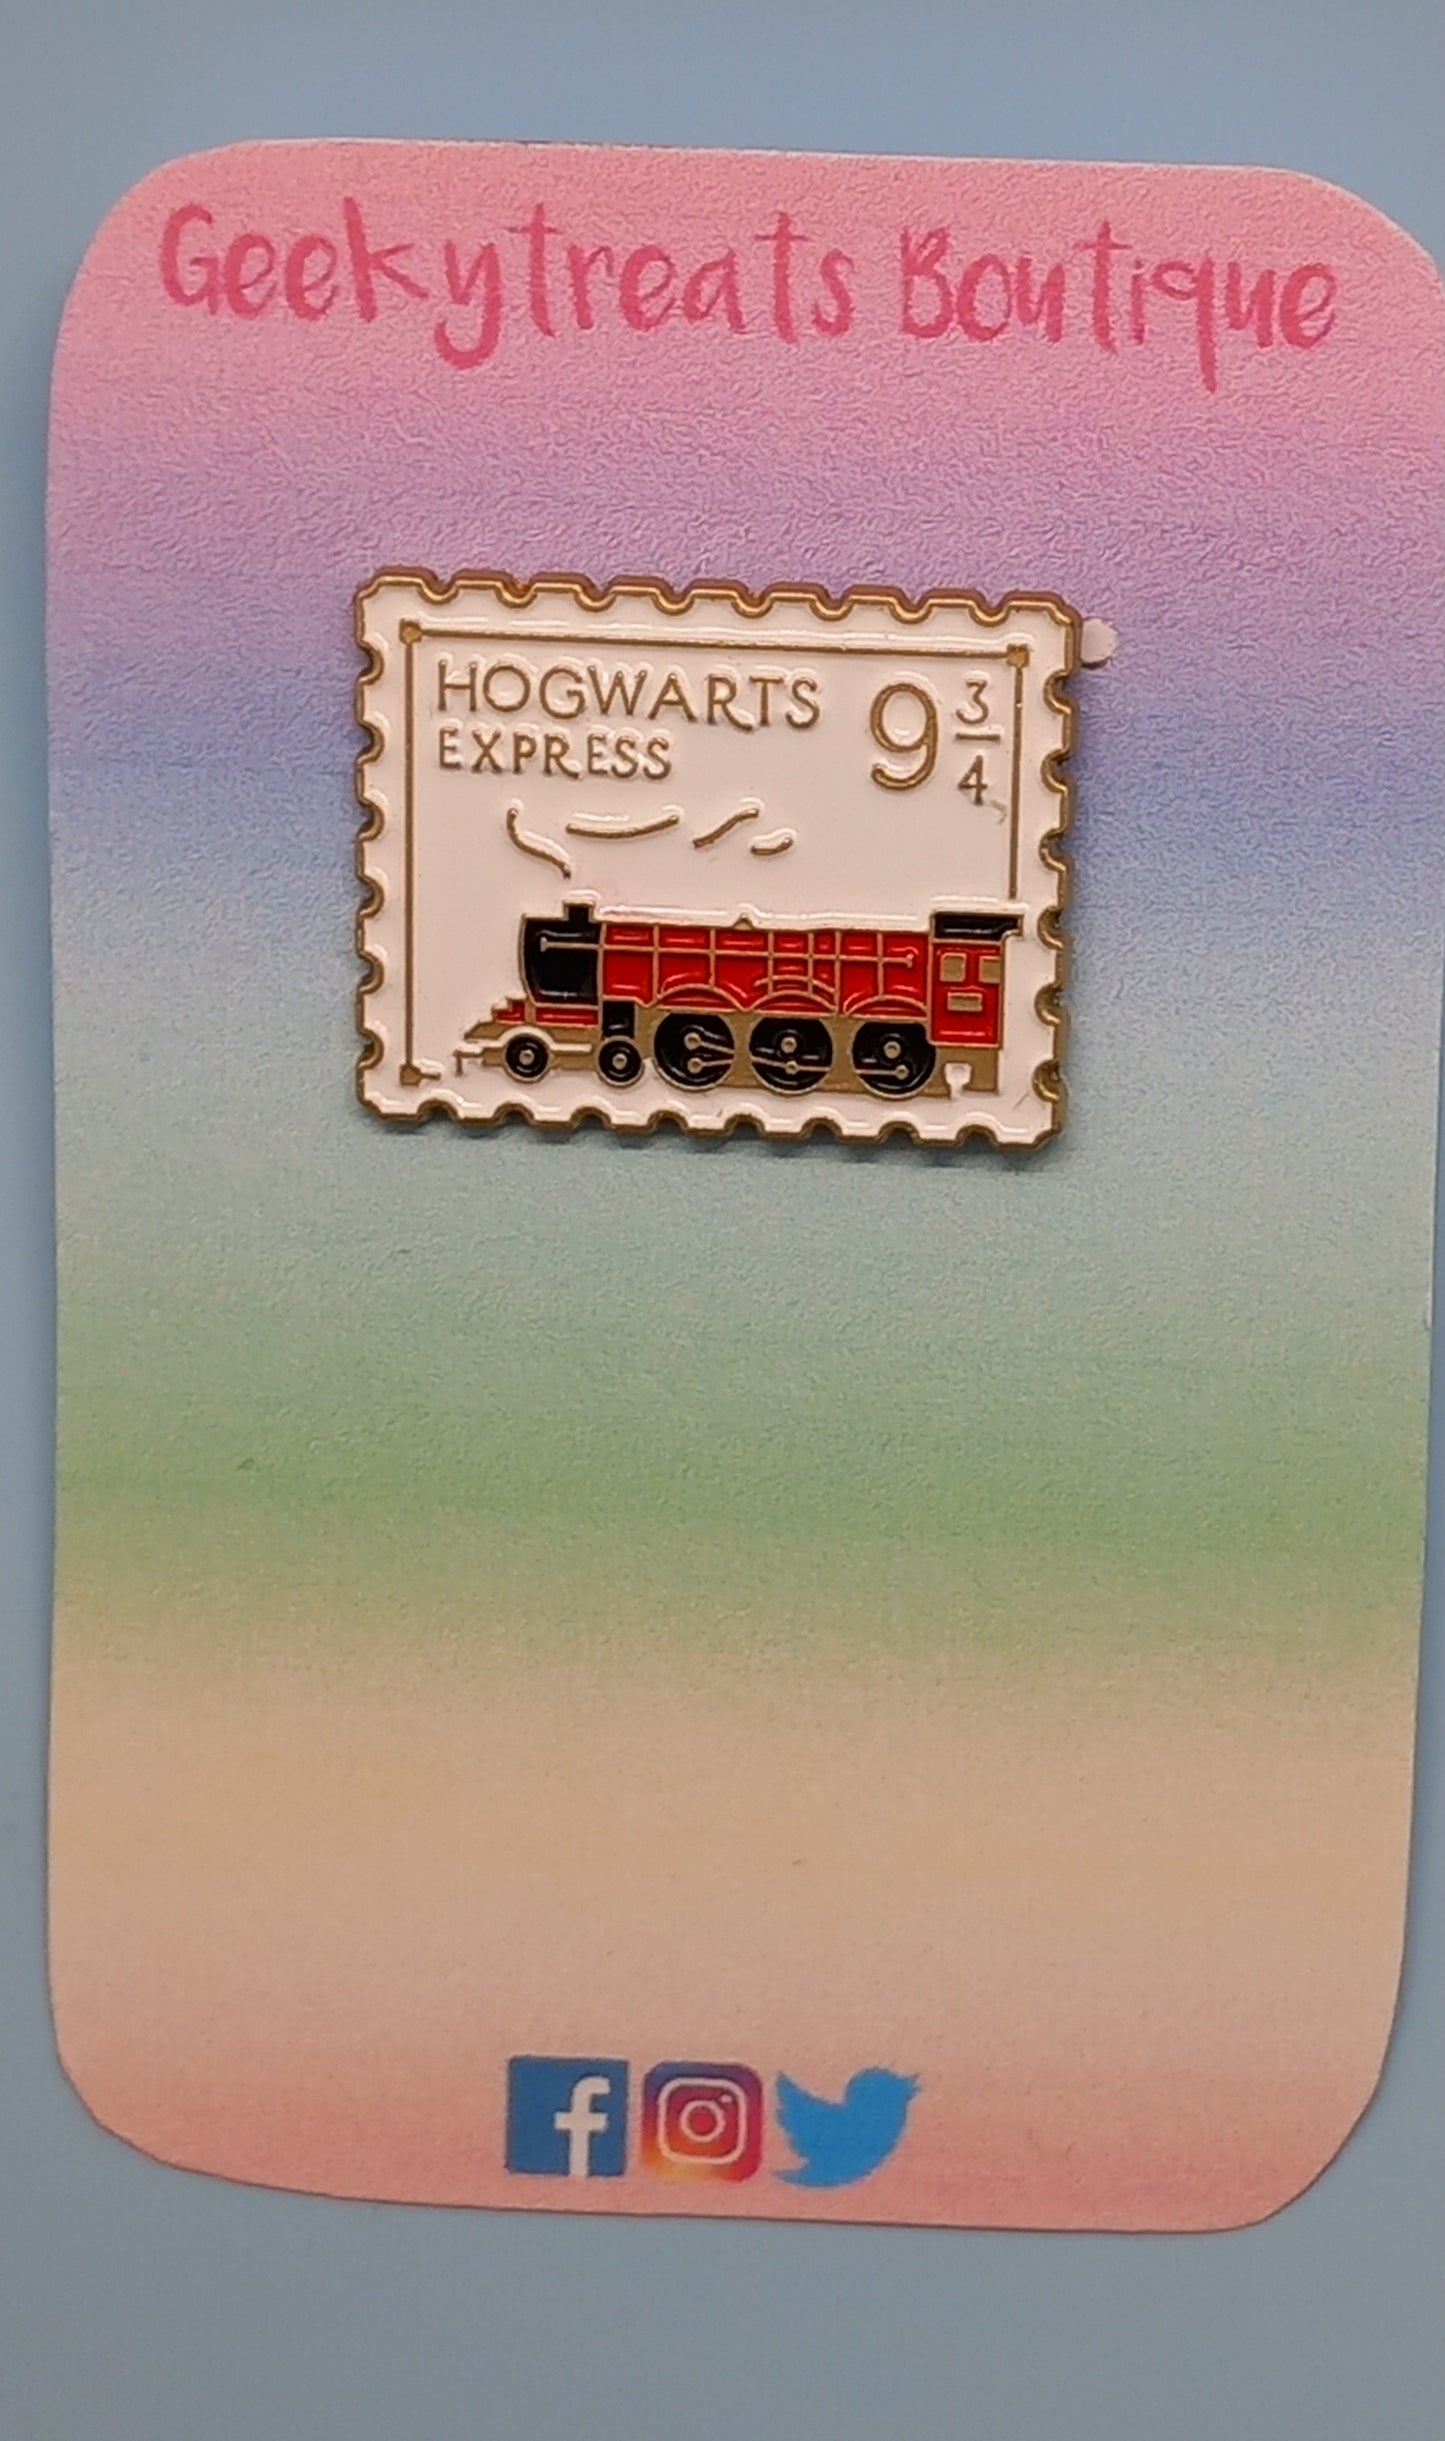 Geekytreats Boutique
HOGWARTS
EXPRESS
9 3/4
f